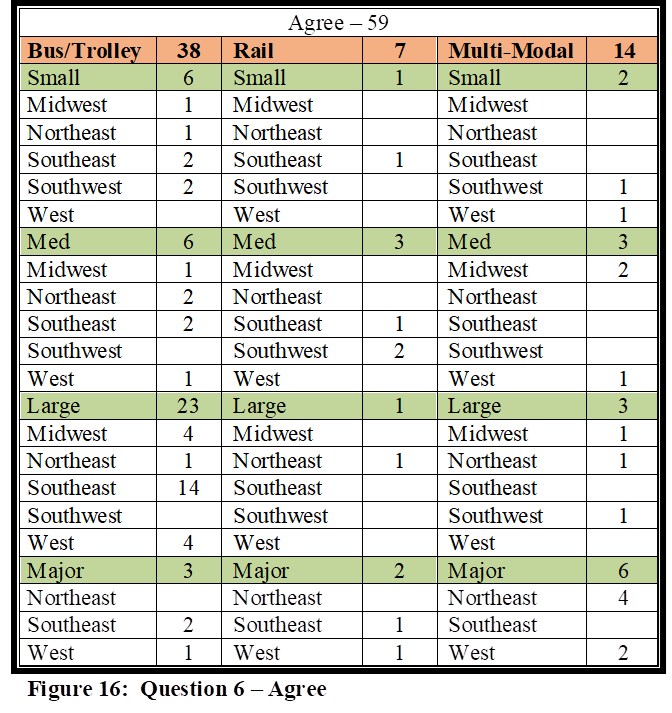 Agree – 59
Bus/Trolley 38 Rail 7 Multi-Modal 14
Small 6 Small 1 Small 2
Midwest 1 Midwest Midwest
Northeast 1 Northeast Northeast
Southeast 2 Southeast 1 Southeast
Southwest 2 Southwest Southwest 1
West West West 1
Med 6 Med 3 Med 3
Midwest 1 Midwest Midwest 2
Northeast 2 Northeast Northeast
Southeast 2 Southeast 1 Southeast
Southwest Southwest 2 Southwest
West 1 West West 1
Large 23 Large 1 Large 3
Midwest 4 Midwest Midwest 1
Northeast 1 Northeast 1 Northeast 1
Southeast 14 Southeast Southeast
Southwest Southwest Southwest 1
West 4 West West
Major 3 Major 2 Major 6
Northeast Northeast Northeast 4
Southeast 2 Southeast 1 Southeast
West 1 West 1 West 2
Figure 16: Question 6 – Agree